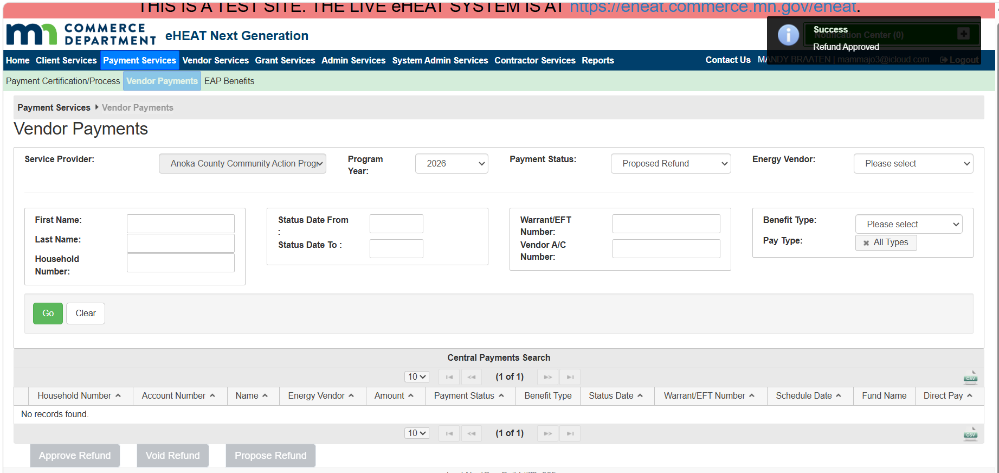 THIS IS A TEST SITE. THE LIVE eHEAT SYSTEM IS AT https://eheat.commerce.mn.gov/eheat.
mn COMMERCE DEPARTMENT eHEAT Next Generation
Success
Notification Center (0)
Refund Approved
Home Client Services Payment Services Vendor Services Grant Services Admin Services System Admin Services Contractor Services Reports Contact Us MANDY BRAATEN | mammajo3@icloud.com Logout
Payment Certification/Process Vendor Payments EAP Benefits
Payment Services Vendor Payments
Vendor Payments
Service Provider: Anoka County Community Action Progr Program Year: 2026 Payment Status: Proposed Refund Energy Vendor: Please select
First Name:
Last Name:
Household Number:
Status Date From :
Status Date To :
Warrant/EFT Number:
Vendor A/C Number:
Benefit Type: Please select
Pay Type: All Types
Go Clear
Central Payments Search
10 (1 of 1) CSV
Household Number Account Number Name Energy Vendor Amount Payment Status Benefit Type Status Date Warrant/EFT Number Schedule Date Fund Name Direct Pay
No records found.
10 (1 of 1) CSV
Approve Refund Void Refund Propose Refund